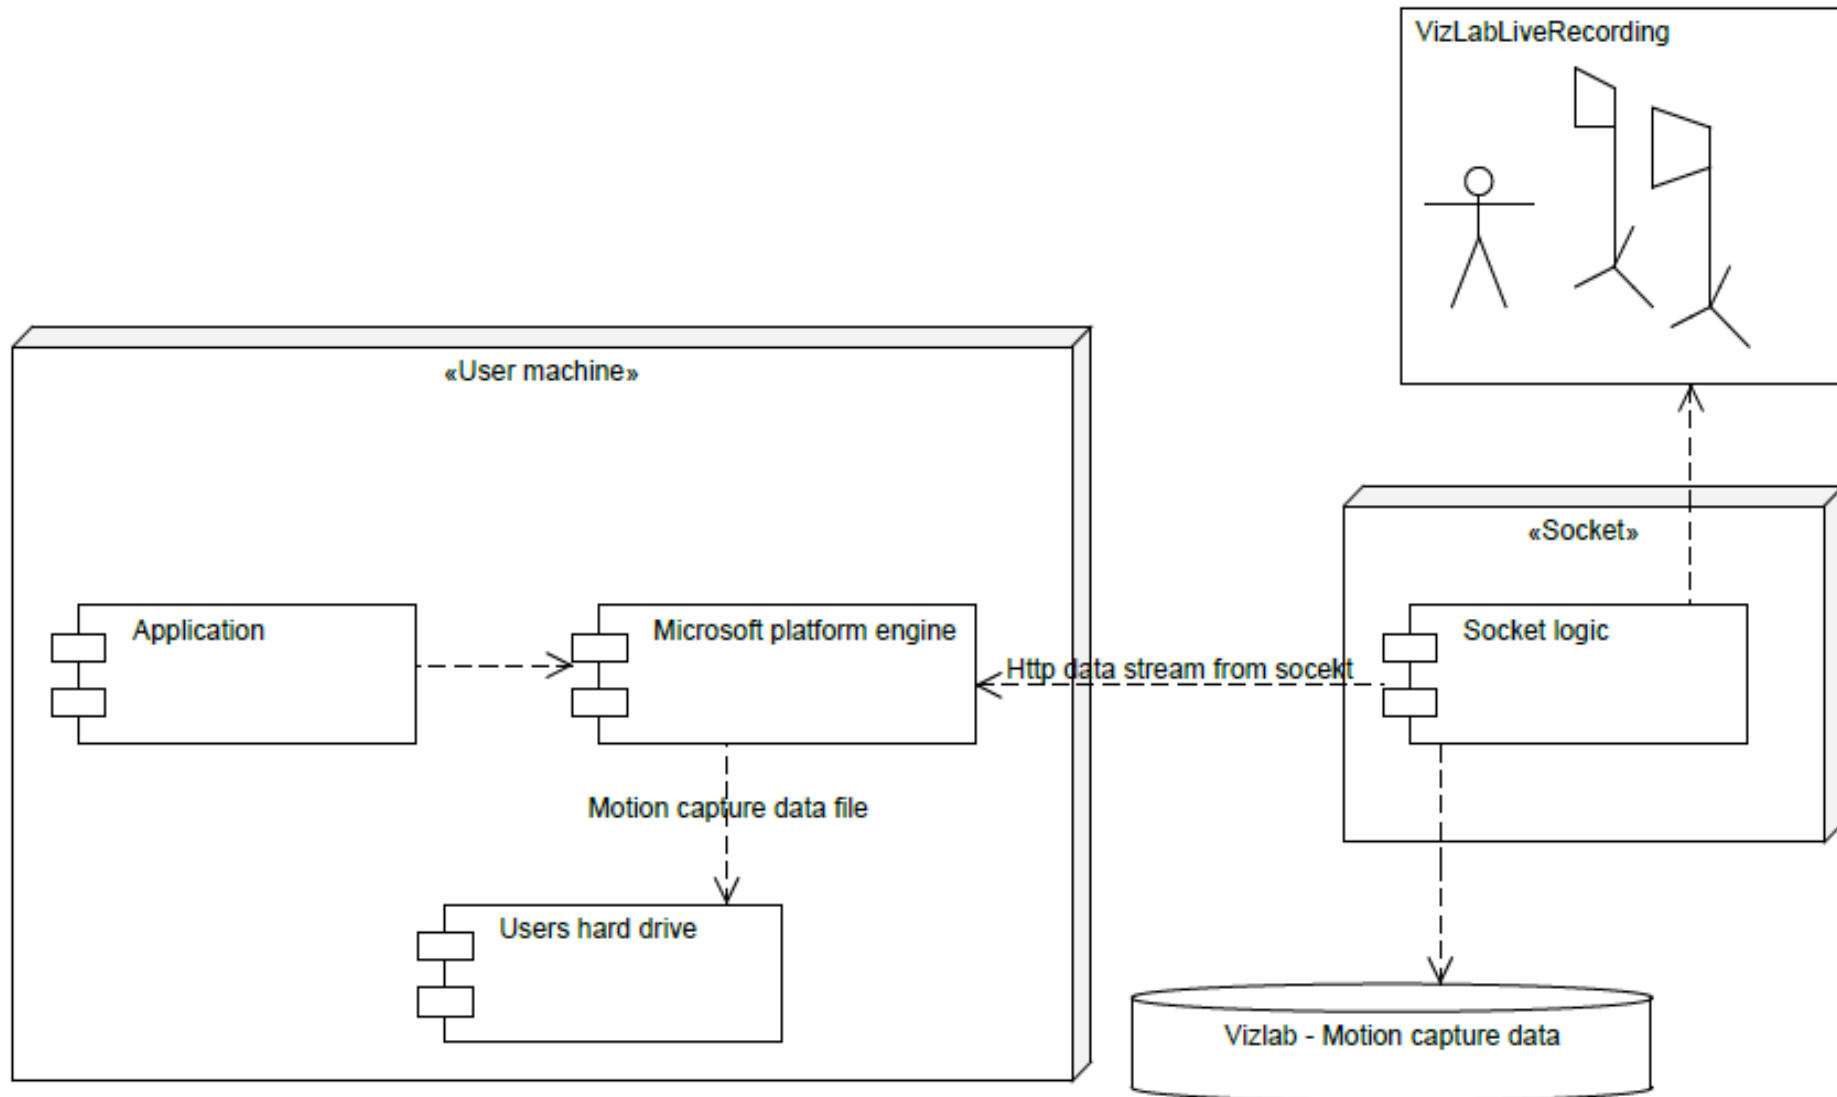 VizLabLiveRecording
«User machine»
«Socket»
Application
Microsoft platform engine
Socket logic
Http data stream from socekt
Motion capture data file
Users hard drive
Vizlab - Motion capture data